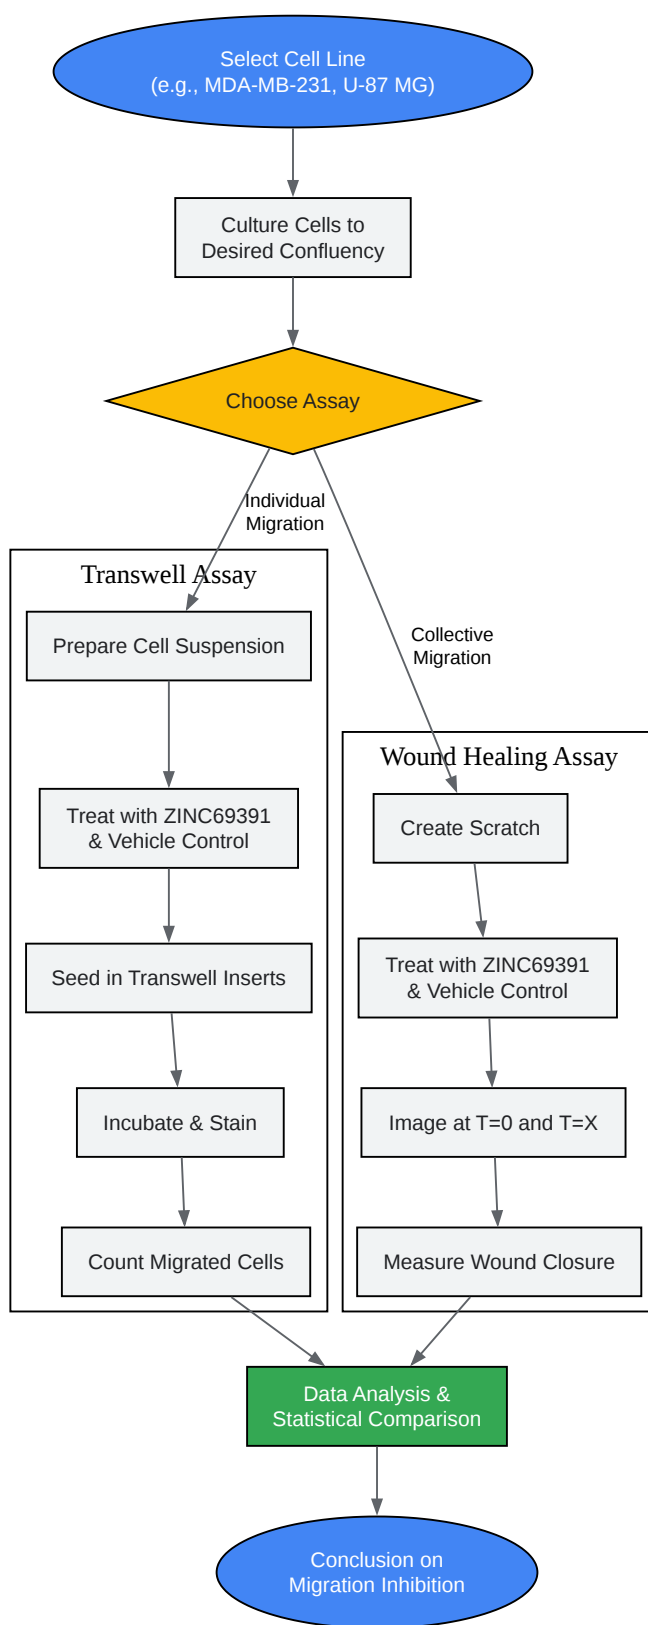 Select Cell Line
(e.g., MDA-MB-231, U-87 MG)
Culture Cells to
Desired Confluency
Choose Assay
Individual
Migration
Transwell Assay
Prepare Cell Suspension
Treat with ZINC69391
& Vehicle Control
Seed in Transwell Inserts
Incubate & Stain
Count Migrated Cells
Collective
Migration
Wound Healing Assay
Create Scratch
Treat with ZINC69391
& Vehicle Control
Image at T=0 and T=X
Measure Wound Closure
Data Analysis &
Statistical Comparison
Conclusion on
Migration Inhibition